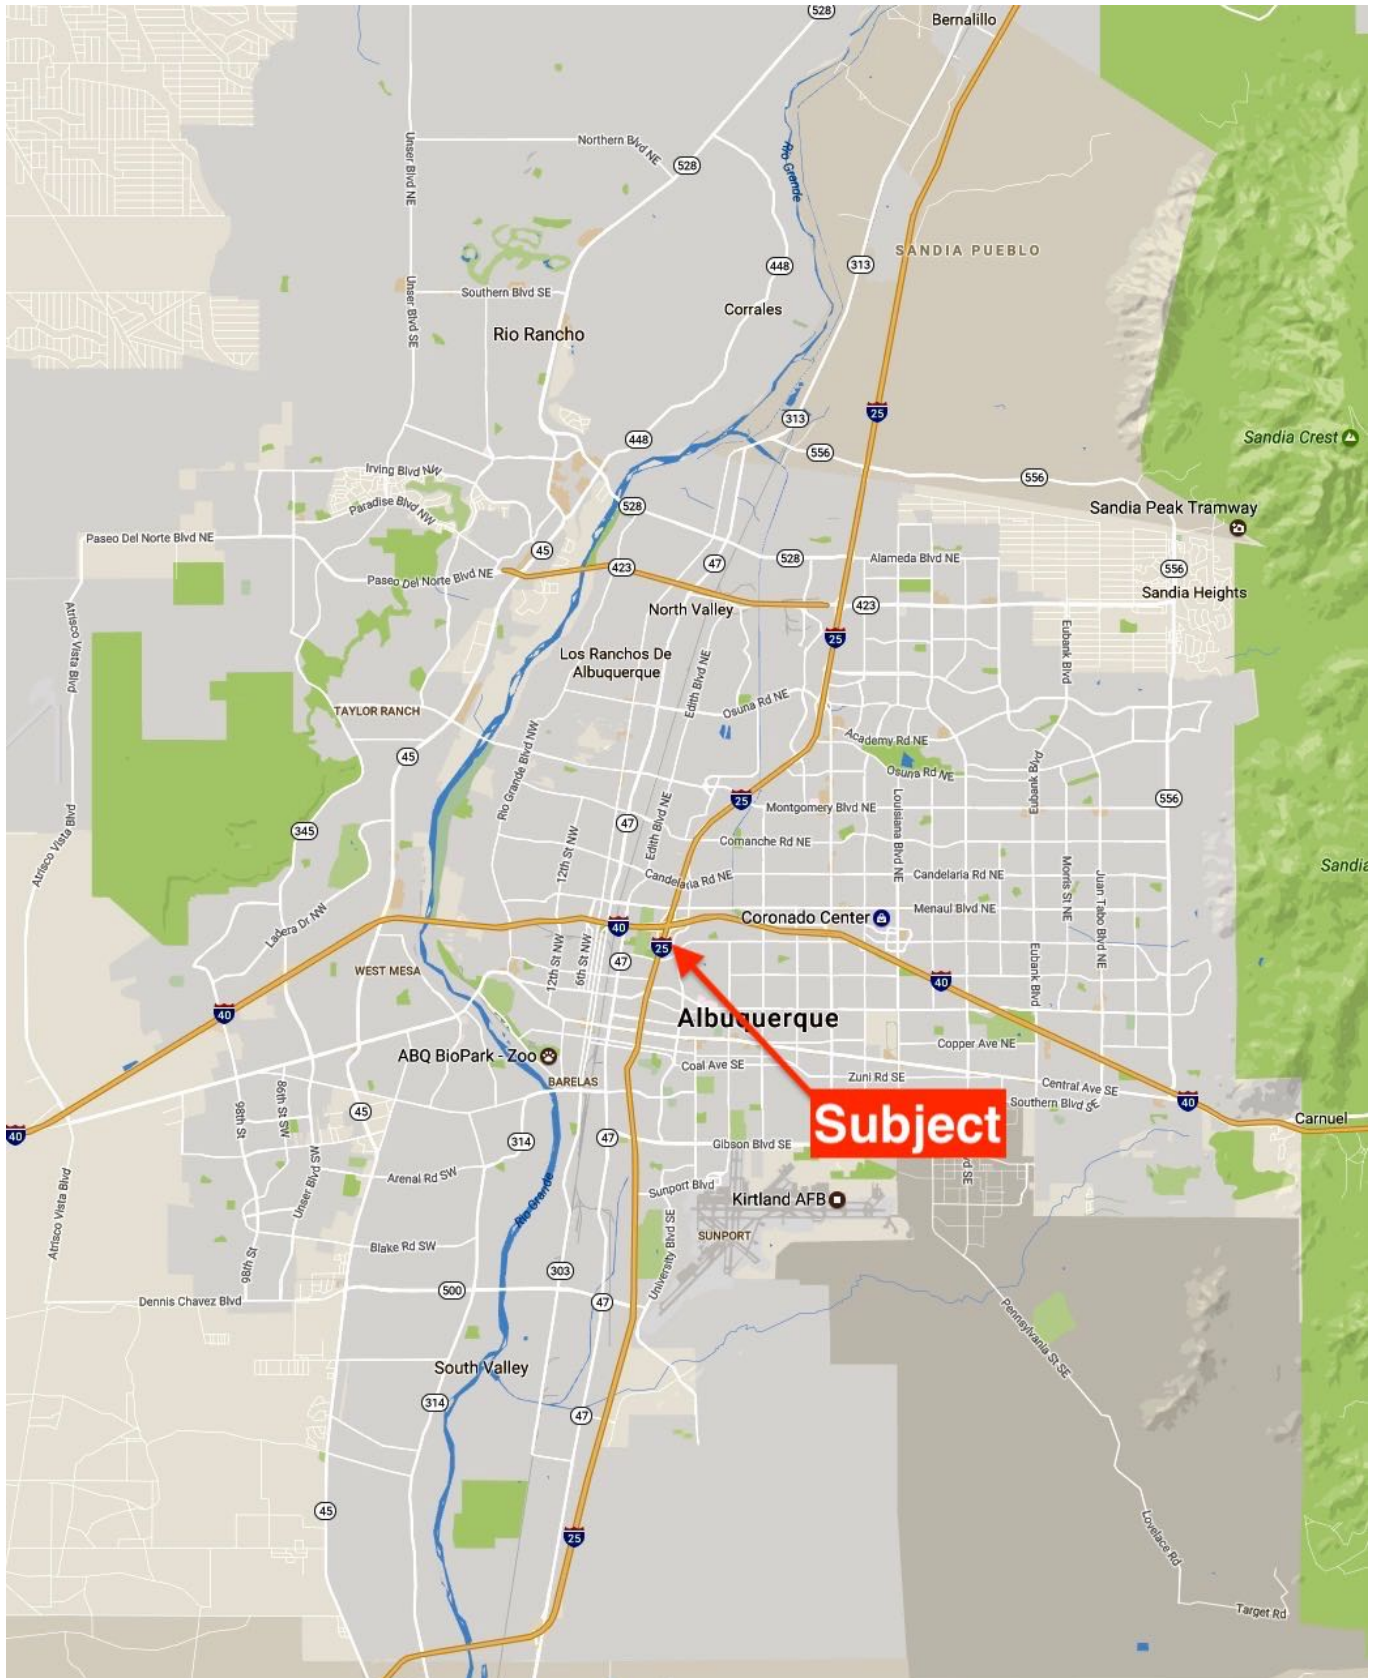 528
Bernalillo
Northern Blvd NE
528
Unser Blvd NE
Rio Grande
SANDIA PUEBLO
448
313
Unser Blvd SE
Southern Blvd SE
Corrales
Rio Rancho
25
313
448
Sandia Crest
556
Irving Blvd NW
556
Paradise Blvd NW
528
Sandia Peak Tramway
Paseo Del Norte Blvd NE
45
47
528
Alameda Blvd NE
423
556
Paseo Del Norte Blvd NE
Sandia Heights
North Valley
423
Atrisco Vista Blvd
25
Eubank Blvd
Los Ranchos De
Albuquerque
Edith Blvd NE
Osuna Rd NE
TAYLOR RANCH
Academy Rd NE
45
Rio Grande Blvd NW
Osuna Rd NE
Eubank Blvd
25
Montgomery Blvd NE
Louisiana Blvd NE
556
345
47
Edith Blvd NE
Comanche Rd NE
Atrisco Vista Blvd
12th St NW
Candelaria Rd NE
Candelaria Rd NE
Morris St NE
Juan Tabo Blvd NE
Sandia
Ladera Dr NW
40
Coronado Center
Menaul Blvd NE
25
12th St NW
6th St NW
47
WEST MESA
40
Eubank Blvd
40
Albuquerque
Copper Ave NE
ABQ BioPark - Zoo
Coal Ave SE
BARELAS
Zuni Rd SE
Central Ave SE
Southern Blvd SE
40
98th St
86th St SW
45
Subject
Carnuel
40
314
47
Gibson Blvd SE
Unser Blvd SW
Arenal Rd SW
vd SE
Sunport Blvd
Kirtland AFB
Atrisco Vista Blvd
Rio Grande
SUNPORT
Blake Rd SW
98th St
University Blvd SE
303
500
47
Dennis Chavez Blvd
Pennsylvania St SE
South Valley
314
47
45
25
Lovelace Rd
Target Rd